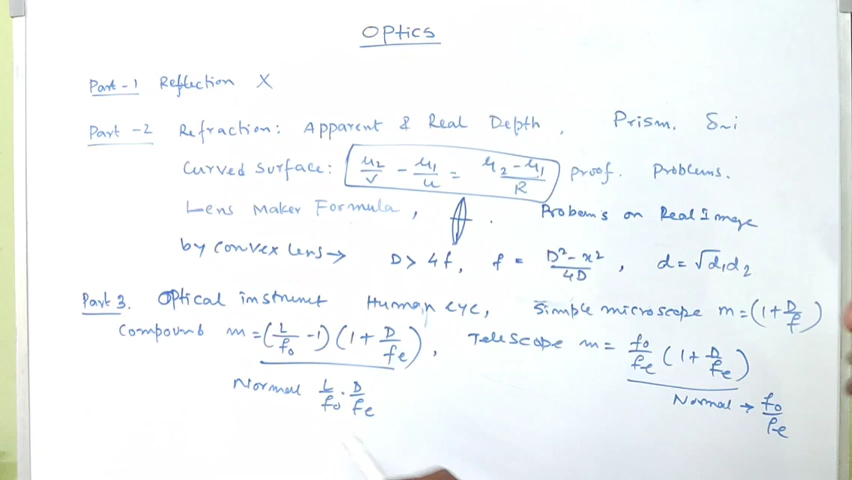 Optics
Part-1 Reflection X
Part-2 Refraction: Apparent & Real Depth, Prism. δ~i
Curved Surface: μ2/v - μ1/u = μ2-μ1/R proof. Problems.
Lens Maker Formula, . Probems on Real Image
by convex lens→ D> 4f, f = D²-x²/4D, d=√d1d2
Part 3. Optical instrunt Human eye, Simple microscope m=(1+D/f)
Compound m=(L/fo -1)(1+D/fe), Telescope m= fo/fe (1+D/fe)
Normal L/fo . D/fe Normal → fo/fe